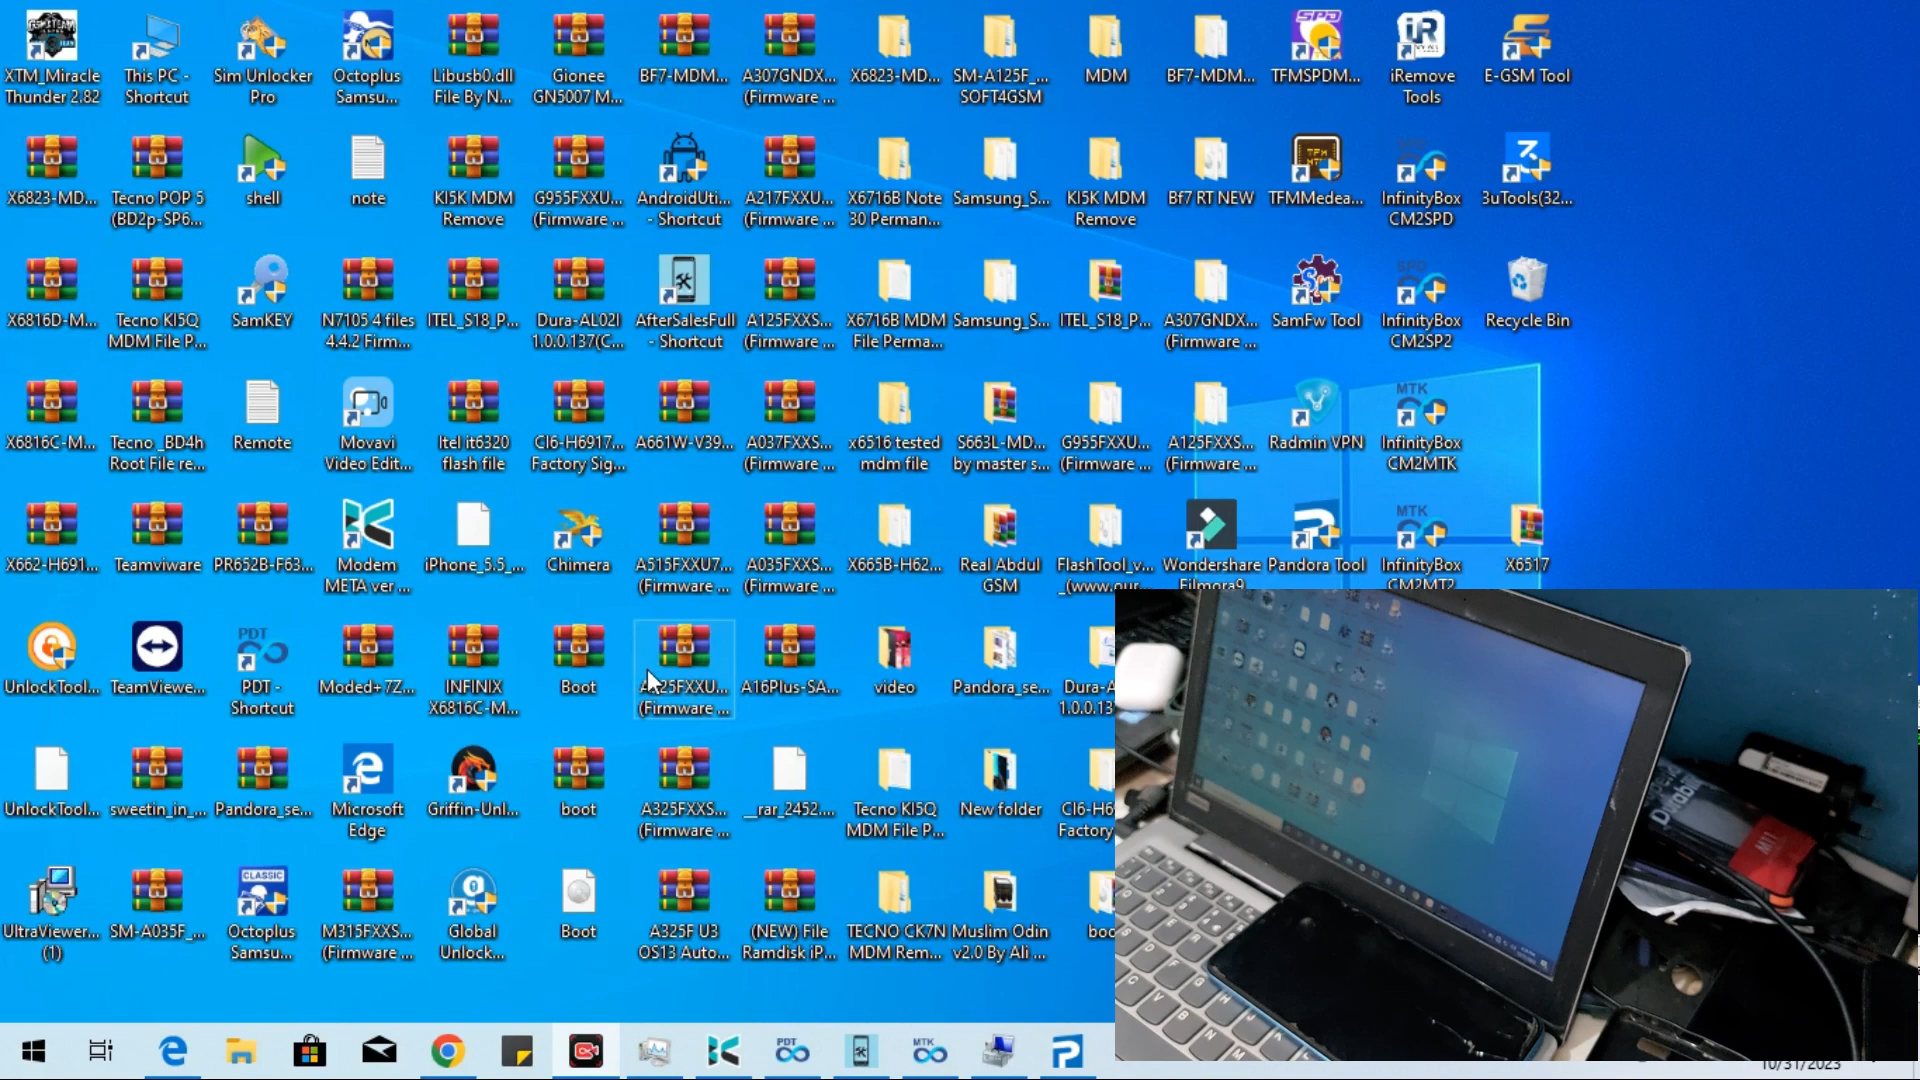 XTM_Miracle
Thunder 2.82
This PC -
Shortcut
Sim Unlocker
Pro
Octoplus
Samsu...
Libusb0.dll
File By N...
Gionee
GN5007 M...
BF7-MDM...
A307GNDX...
(Firmware ...
X6823-MD...
SM-A125F_...
SOFT4GSM
MDM
BF7-MDM...
TFMSPDM...
iRemove
Tools
E-GSM Tool
X6823-MD...
Tecno POP 5
(BD2p-SP6...
shell
note
KI5K MDM
Remove
G955FXXU...
(Firmware ...
AndroidUti...
- Shortcut
A217FXXU...
(Firmware ...
X6716B Note
30 Perman...
Samsung_S...
KI5K MDM
Remove
Bf7 RT NEW
TFMMedea...
InfinityBox
CM2SPD
3uTools(32...
X6816D-M...
Tecno KI5Q
MDM File P...
SamKEY
N7105 4 files
4.4.2 Firm...
ITEL_S18_P...
Dura-AL02I
1.0.0.137(C...
AfterSalesFull
- Shortcut
A125FXXS...
(Firmware ...
X6716B MDM
File Perma...
Samsung_S...
ITEL_S18_P...
A307GNDX...
(Firmware ...
SamFw Tool
InfinityBox
CM2SP2
Recycle Bin
X6816C-M...
Tecno_BD4h
Root File re...
Remote
Movavi
Video Edit...
Itel it6320
flash file
CI6-H6917...
Factory Sig...
A661W-V39...
A037FXXS...
(Firmware ...
x6516 tested
mdm file
S663L-MD...
by master s...
G955FXXU...
(Firmware ...
A125FXXS...
(Firmware ...
Radmin VPN
MTK
InfinityBox
CM2MTK
X662-H691...
Teamviware
PR652B-F63...
Modem
META ver ...
iPhone_5.5_...
Chimera
A515FXXU7...
(Firmware ...
A035FXXS...
(Firmware ...
X665B-H62...
Real Abdul
GSM
FlashTool_v...
_(www.our...
Wondershare
Filmora9
Pandora Tool
MTK
InfinityBox
CM2MT2
X6517
UnlockTool...
TeamViewe...
PDT
PDT -
Shortcut
Moded+7Z...
INFINIX
X6816C-M...
Boot
(Firmware ...
A16Plus-SA...
video
Pandora_se...
Dura-A
1.0.0.13
UnlockTool...
sweetin_in_...
Pandora_se...
Microsoft
Edge
Griffin-Unl...
boot
A325FXXS...
(Firmware ...
__rar_2452....
Tecno KI5Q
MDM File P...
New folder
CI6-H6
Factory
UltraViewer...
(1)
SM-A035F_...
CLASSIC
Octoplus
Samsu...
M315FXXS...
(Firmware ...
Global
Unlock...
Boot
A325F U3
OS13 Auto...
(NEW) File
Ramdisk iP...
TECNO CK7N
MDM Rem...
Muslim Odin
v2.0 By Ali ...
boo
PDT
MTK
10/31/2023